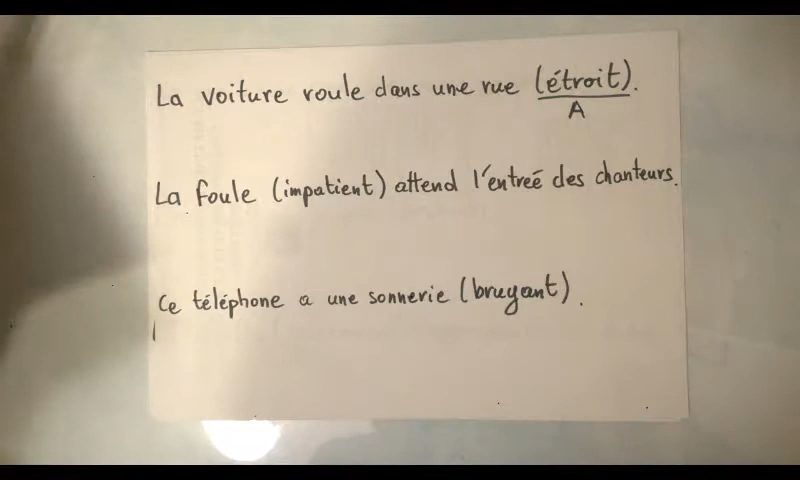 La voiture roule dans une rue (étroit).
A
La foule (impatient) attend l'entreé des chanteurs.
Ce téléphone a une sonnerie (bruyant).